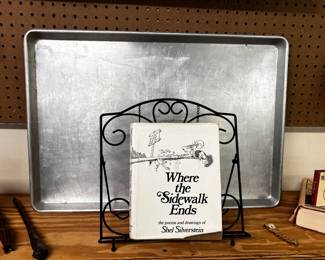 Where
the
Sidewalk
Ends
the poems and drawings of
Shel Silverstein